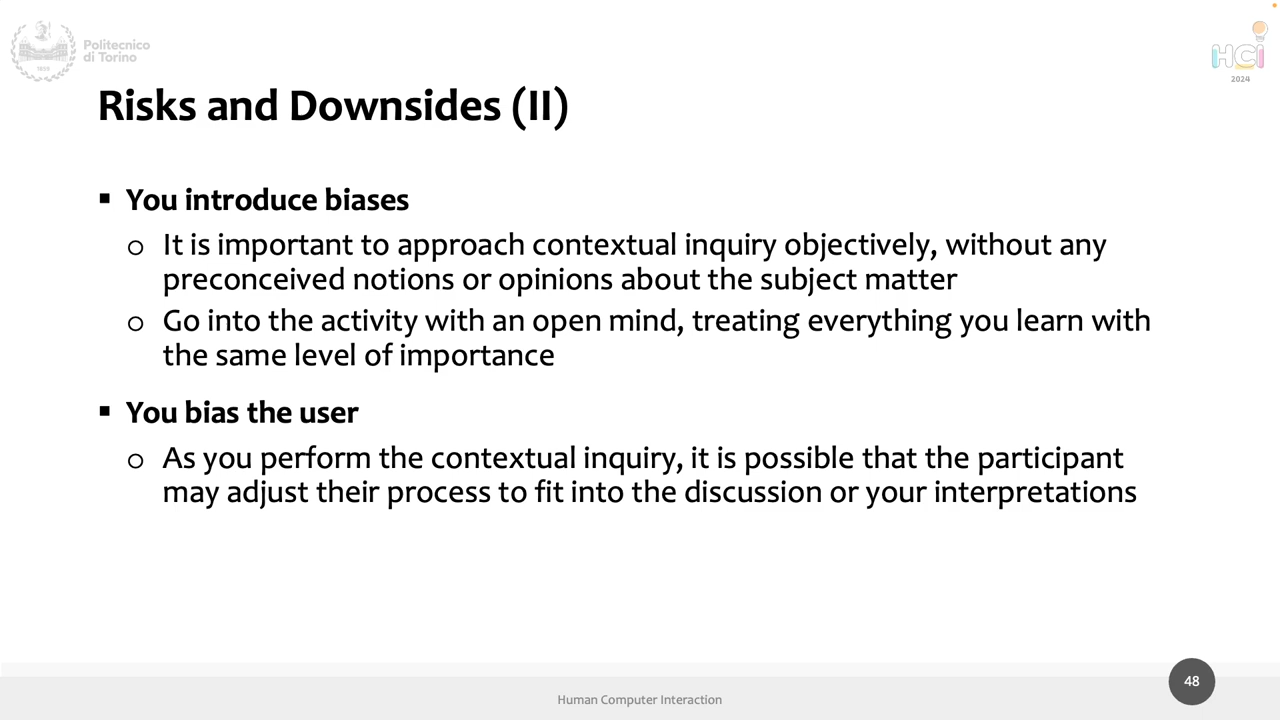 Politecnico
di Torino
1859
HCI
2024
Risks and Downsides (II)
▪ You introduce biases
o It is important to approach contextual inquiry objectively, without any
preconceived notions or opinions about the subject matter
o Go into the activity with an open mind, treating everything you learn with
the same level of importance
▪ You bias the user
o As you perform the contextual inquiry, it is possible that the participant
may adjust their process to fit into the discussion or your interpretations
48
Human Computer Interaction